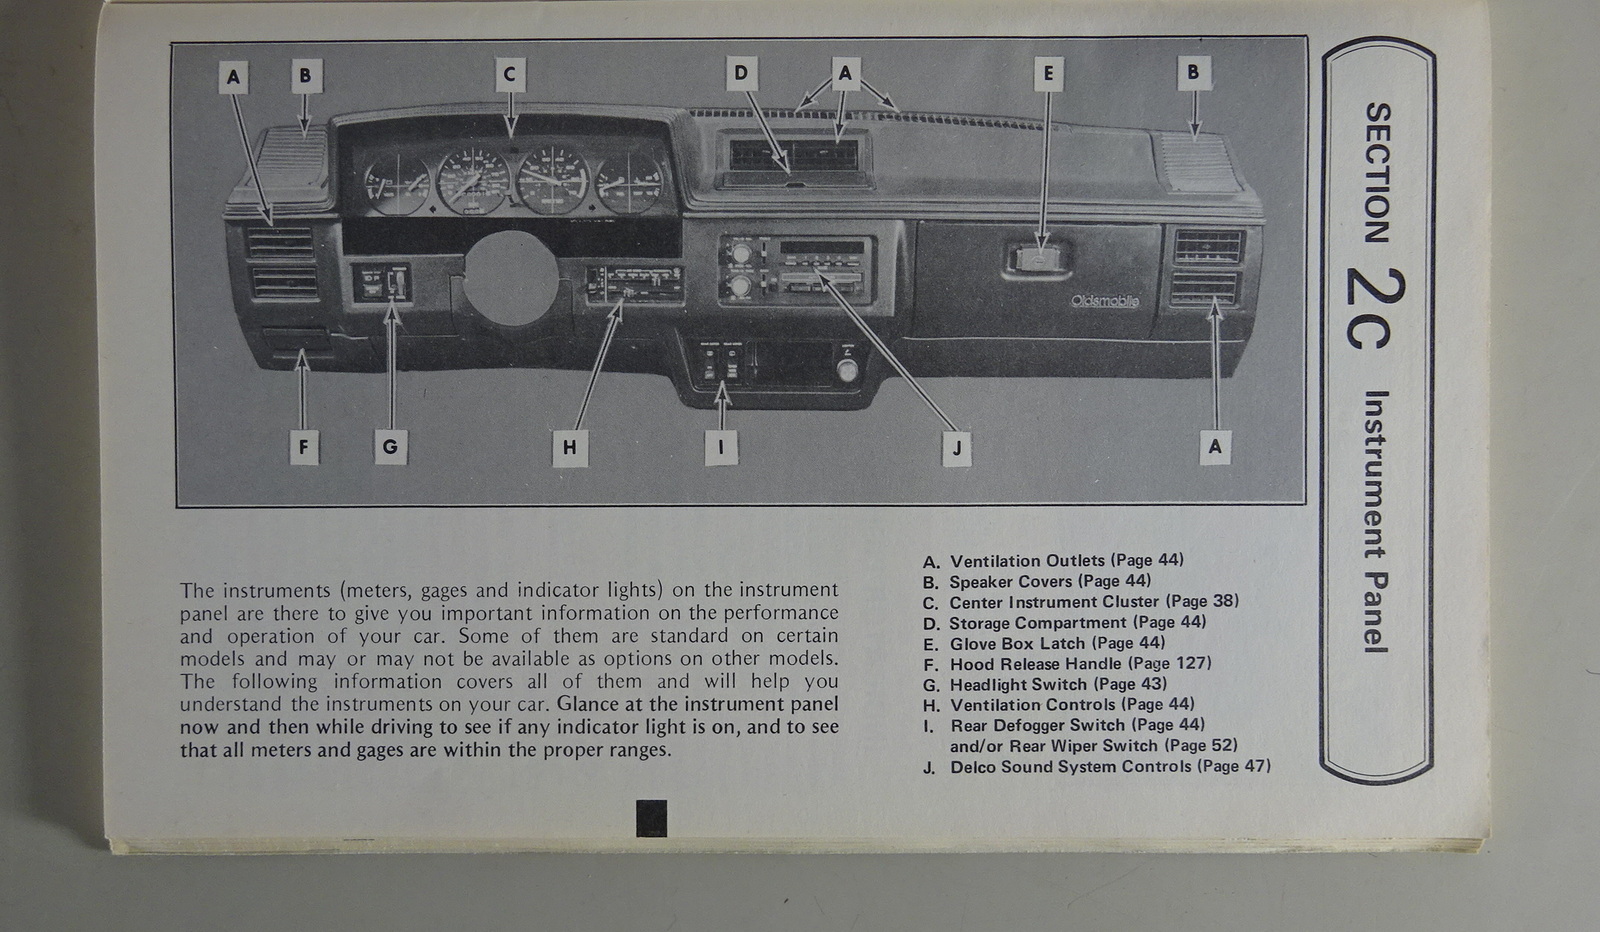 A
B
C
D
A
E
B
Oldsmobile
F
G
H
I
J
A
SECTION 2C Instrument Panel
The instruments (meters, gages and indicator lights) on the instrument
panel are there to give you important information on the performance
and operation of your car. Some of them are standard on certain
models and may or may not be available as options on other models.
The following information covers all of them and will help you
understand the instruments on your car. Glance at the instrument panel
now and then while driving to see if any indicator light is on, and to see
that all meters and gages are within the proper ranges.
A. Ventilation Outlets (Page 44)
B. Speaker Covers (Page 44)
C. Center Instrument Cluster (Page 38)
D. Storage Compartment (Page 44)
E. Glove Box Latch (Page 44)
F. Hood Release Handle (Page 127)
G. Headlight Switch (Page 43)
H. Ventilation Controls (Page 44)
I. Rear Defogger Switch (Page 44)
and/or Rear Wiper Switch (Page 52)
J. Delco Sound System Controls (Page 47)